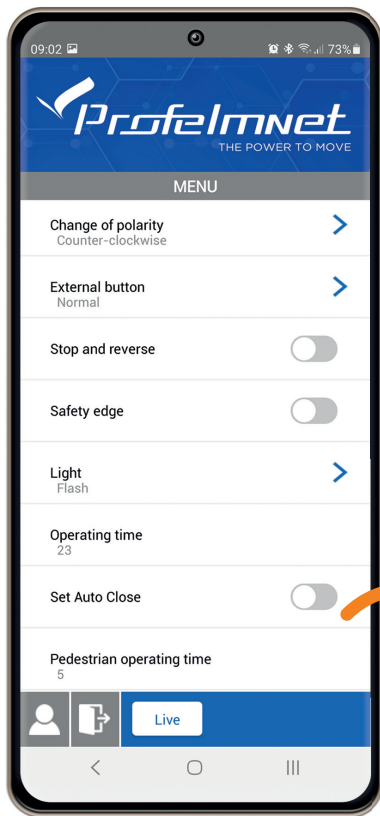 09:02
73%
Profelmnet
THE POWER TO MOVE
MENU
Change of polarity
Counter-clockwise
External button
Normal
Stop and reverse
Safety edge
Light
Flash
Operating time
23
Set Auto Close
Pedestrian operating time
5
Live